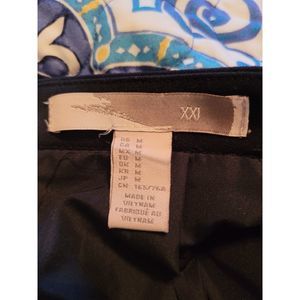 XXI
US M
CA M
MX M
EU M
UK M
KR M
JP M
CN 165/76A
MADE IN
VIETNAM
FABRIQUÉ AU
VIETNAM